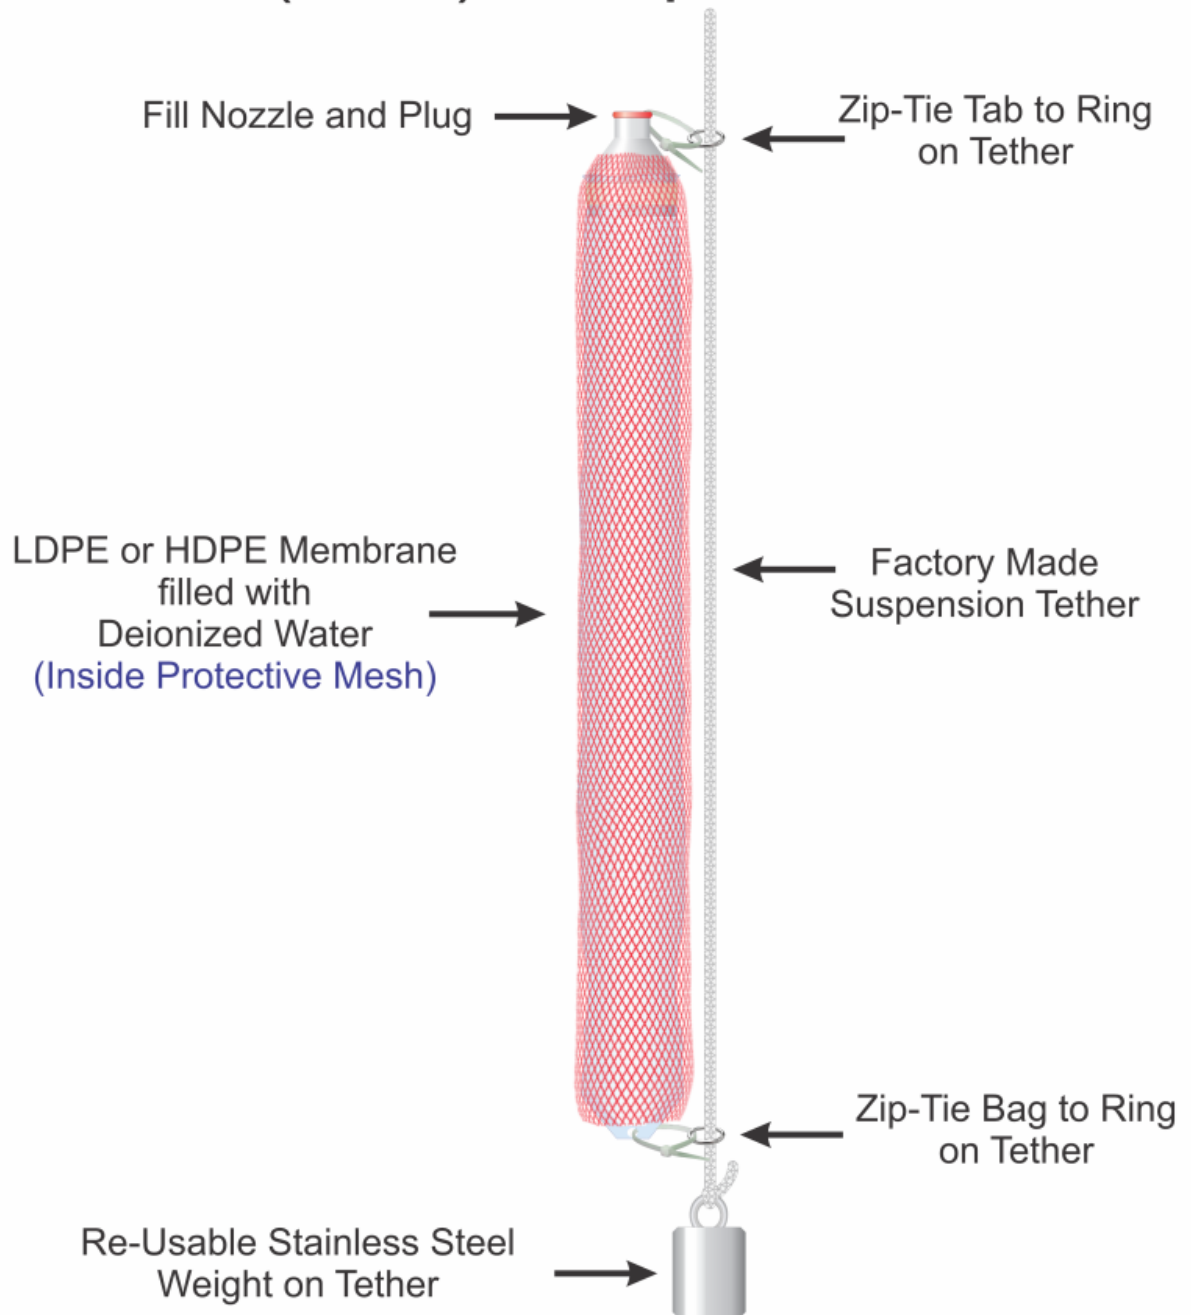 Fill Nozzle and Plug
Zip-Tie Tab to Ring
on Tether
LDPE or HDPE Membrane
filled with
Deionized Water
(Inside Protective Mesh)
Factory Made
Suspension Tether
Zip-Tie Bag to Ring
on Tether
Re-Usable Stainless Steel
Weight on Tether